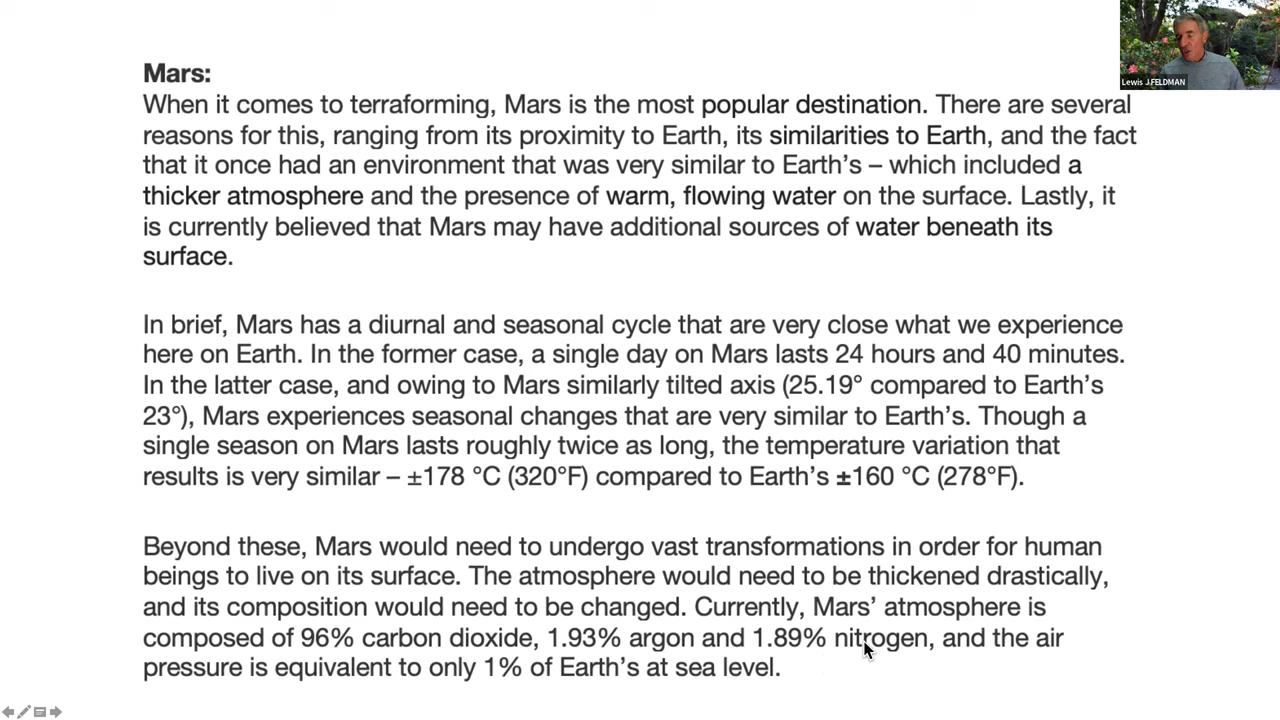 Lewis J.FELDMAN
Mars:
When it comes to terraforming, Mars is the most popular destination. There are several
reasons for this, ranging from its proximity to Earth, its similarities to Earth, and the fact
that it once had an environment that was very similar to Earth’s – which included a
thicker atmosphere and the presence of warm, flowing water on the surface. Lastly, it
is currently believed that Mars may have additional sources of water beneath its
surface.
In brief, Mars has a diurnal and seasonal cycle that are very close what we experience
here on Earth. In the former case, a single day on Mars lasts 24 hours and 40 minutes.
In the latter case, and owing to Mars similarly tilted axis (25.19° compared to Earth’s
23°), Mars experiences seasonal changes that are very similar to Earth’s. Though a
single season on Mars lasts roughly twice as long, the temperature variation that
results is very similar – ±178 °C (320°F) compared to Earth’s ±160 °C (278°F).
Beyond these, Mars would need to undergo vast transformations in order for human
beings to live on its surface. The atmosphere would need to be thickened drastically,
and its composition would need to be changed. Currently, Mars’ atmosphere is
composed of 96% carbon dioxide, 1.93% argon and 1.89% nitrogen, and the air
pressure is equivalent to only 1% of Earth’s at sea level.